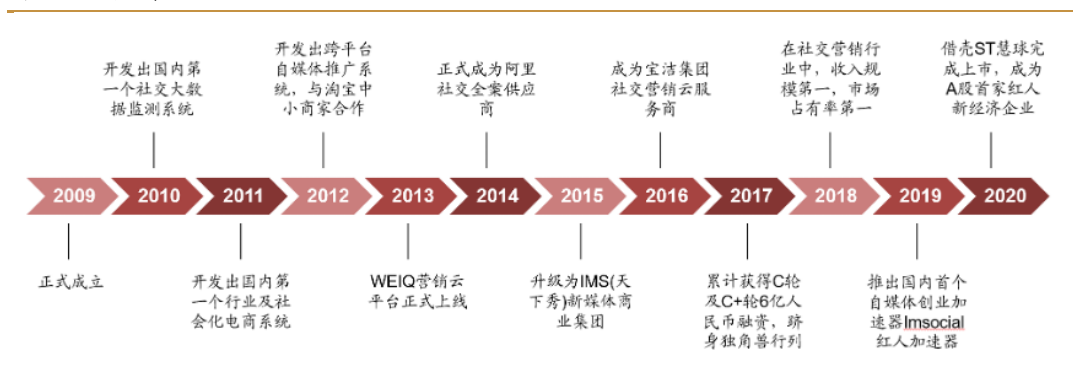 开发出国内第
一个社交大数
据监测系统
开发出跨平台
自媒体推广系
统，与淘宝中
小商家合作
正式成为阿里
社交全案供应
商
成为宝洁集团
社交营销云服
务商
在社交营销行
业中，收入规
模第一，市场
占有率第一
借壳ST慧球完
成上市，成为
A股首家红人
新经济企业
2009
2010
2011
2012
2013
2014
2015
2016
2017
2018
2019
2020
正式成立
开发出国内第
一个行业及社
会化电商系统
WEIQ营销云
平台正式上线
升级为IMS(天
下秀)新媒体商
业集团
累计获得C轮
及C+轮6亿人
民币融资，跻
身独角兽行列
推出国内首个
自媒体创业加
速器Imsocial
红人加速器